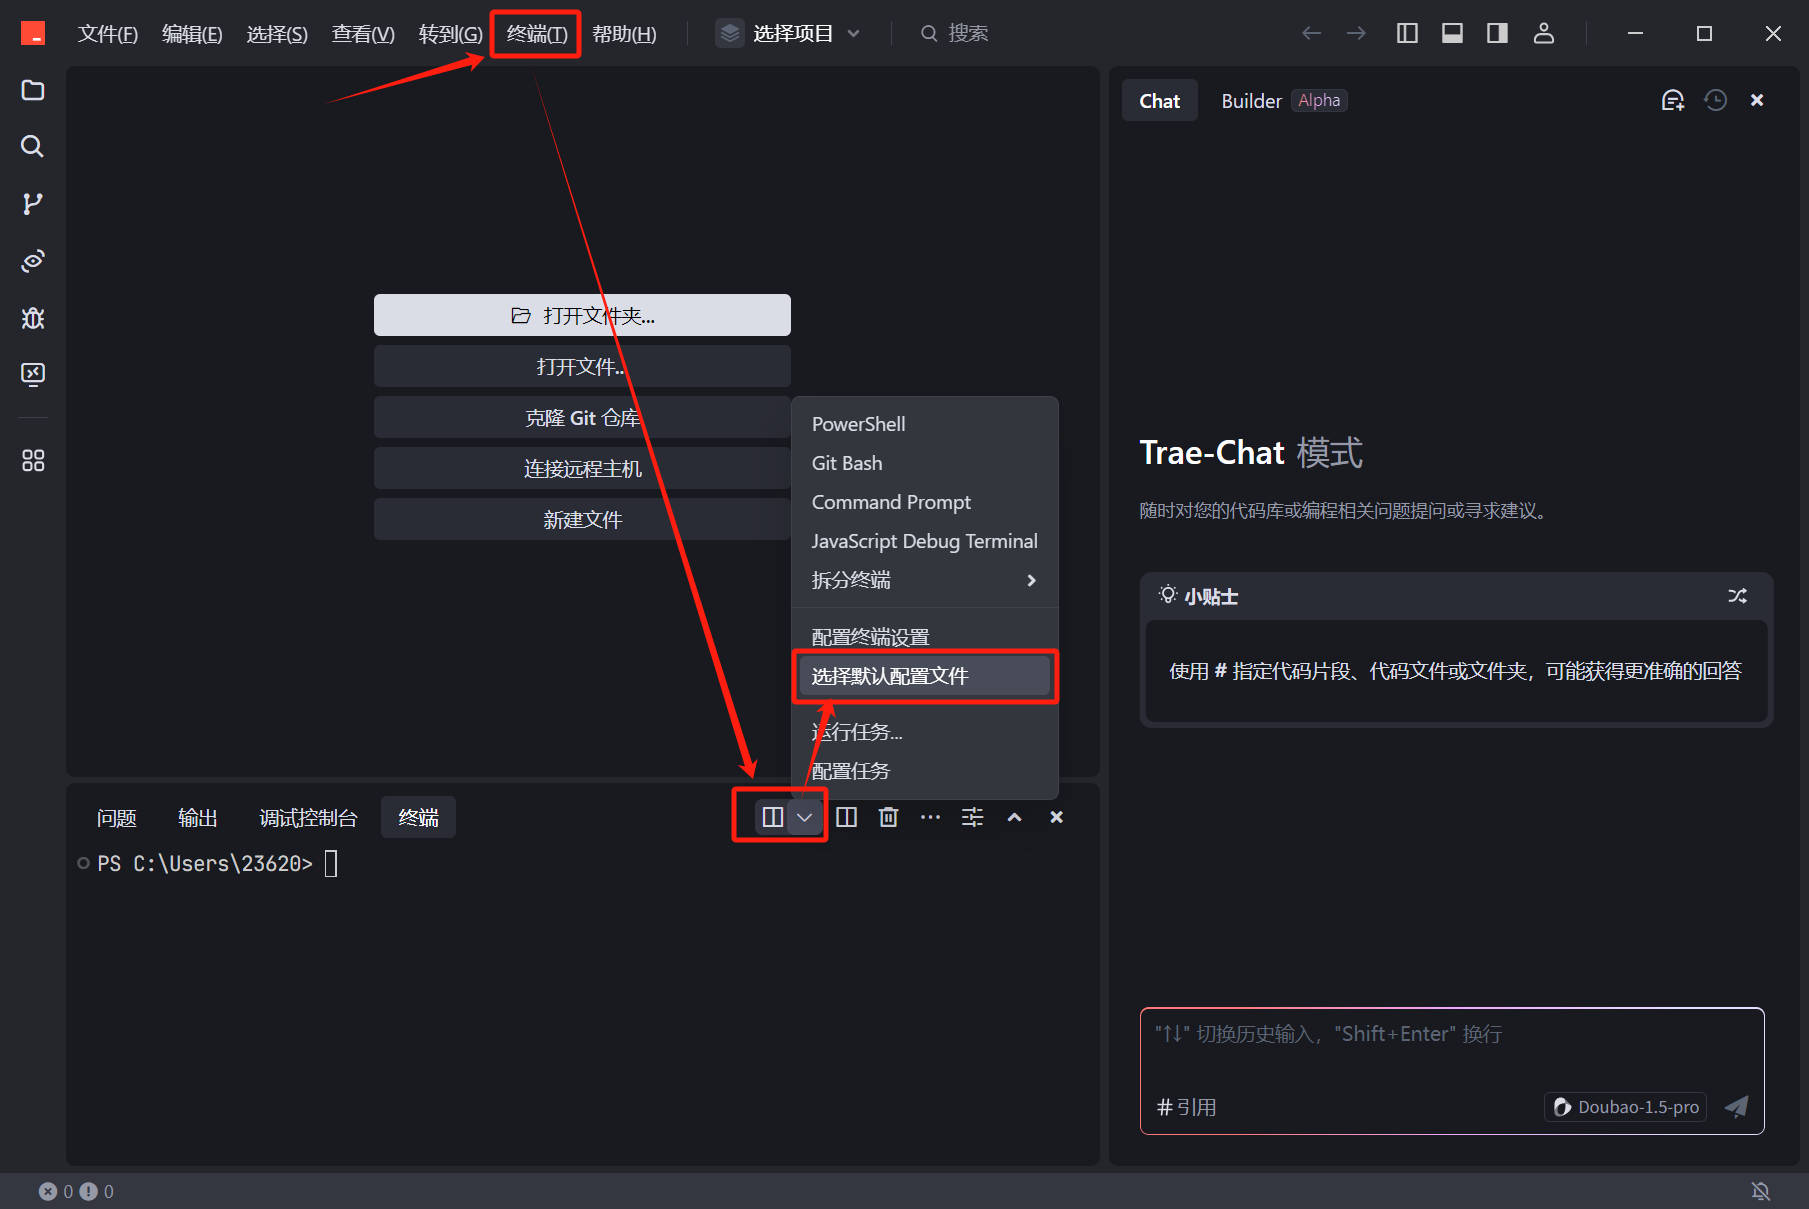 文件(F) 编辑(E) 选择(S) 查看(V) 转到(G) 终端(T) 帮助(H) 选择项目 搜索
打开文件夹...
打开文件..
克隆 Git 仓库
连接远程主机
新建文件
PowerShell
Git Bash
Command Prompt
JavaScript Debug Terminal
拆分终端
配置终端设置
选择默认配置文件
运行任务...
配置任务
问题 输出 调试控制台 终端
PS C:\Users\23620>
Chat Builder Alpha
Trae-Chat 模式
随时对您的代码库或编程相关问题提问或寻求建议。
小贴士
使用 # 指定代码片段、代码文件或文件夹，可能获得更准确的回答
"↑↓" 切换历史输入，"Shift+Enter" 换行
# 引用 Doubao-1.5-pro
0 0